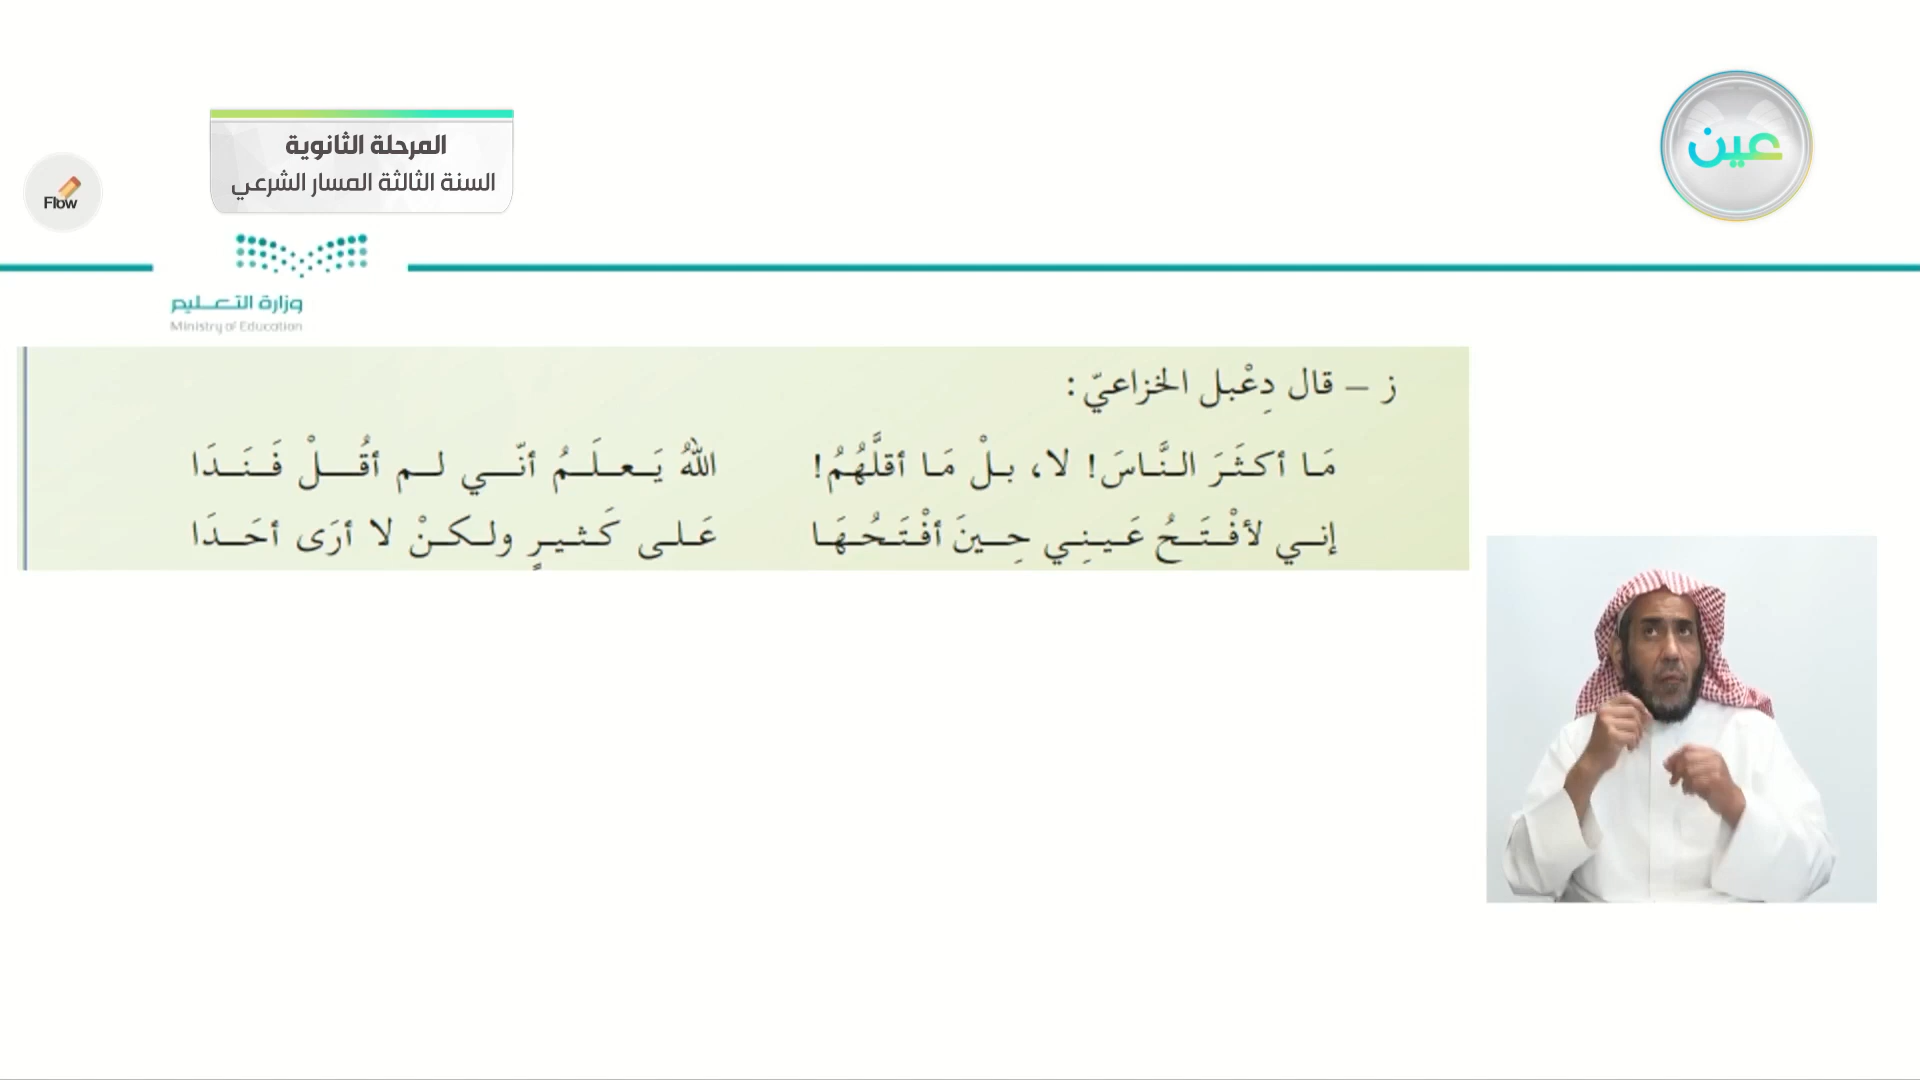 المرحلة الثانوية
السنة الثالثة المسار الشرعي
عين
Flow
وزارة التعليم
Ministry of Education
ز – قال دِعْبل الخزاعيّ :
مَا أكثَرَ النَّاسَ! لا، بلْ مَا أقلَّهُمُ! اللهُ يَعلَمُ أنّي لم أقُلْ فَنَدَا
إني لأفْتَحُ عَينِي حِينَ أفْتَحُهَا عَلى كَثيرٍ ولكنْ لا أرَى أحَدَا